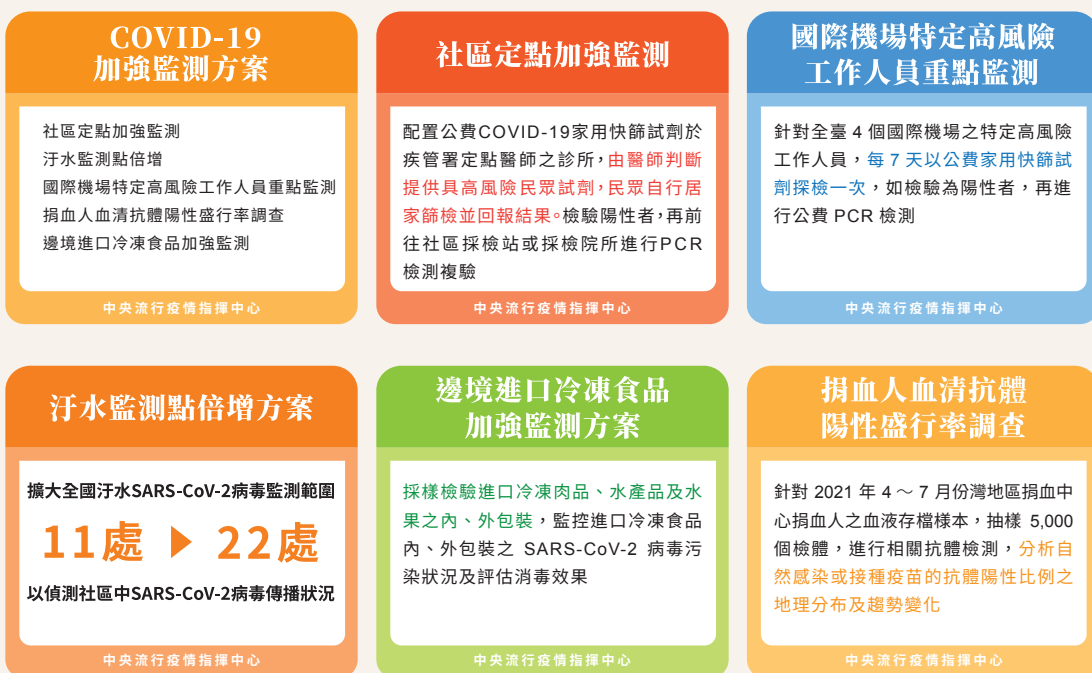 COVID-19
加強監測方案
社區定點加強監測
汙水監測點倍增
國際機場特定高風險工作人員重點監測
捐血人血清抗體陽性盛行率調查
邊境進口冷凍食品加強監測
中央流行疫情指揮中心
社區定點加強監測
配置公費COVID-19家用快篩試劑於
疾管署定點醫師之診所，由醫師判斷
提供具高風險民眾試劑，民眾自行居
家篩檢並回報結果。檢驗陽性者，再前
往社區採檢站或採檢院所進行PCR
檢測複驗
中央流行疫情指揮中心
國際機場特定高風險
工作人員重點監測
針對全臺 4 個國際機場之特定高風險
工作人員，每 7 天以公費家用快篩試
劑採檢一次，如檢驗為陽性者，再進
行公費 PCR 檢測
中央流行疫情指揮中心
汙水監測點倍增方案
擴大全國汙水SARS-CoV-2病毒監測範圍
11處 ▶ 22處
以偵測社區中SARS-CoV-2病毒傳播狀況
中央流行疫情指揮中心
邊境進口冷凍食品
加強監測方案
採樣檢驗進口冷凍肉品、水產品及水
果之內、外包裝，監控進口冷凍食品
內、外包裝之 SARS-CoV-2 病毒污
染狀況及評估消毒效果
中央流行疫情指揮中心
捐血人血清抗體
陽性盛行率調查
針對 2021 年 4～7 月份灣地區捐血中
心捐血人之血液存檔樣本，抽樣 5,000
個檢體，進行相關抗體檢測，分析自
然感染或接種疫苗的抗體陽性比例之
地理分布及趨勢變化
中央流行疫情指揮中心